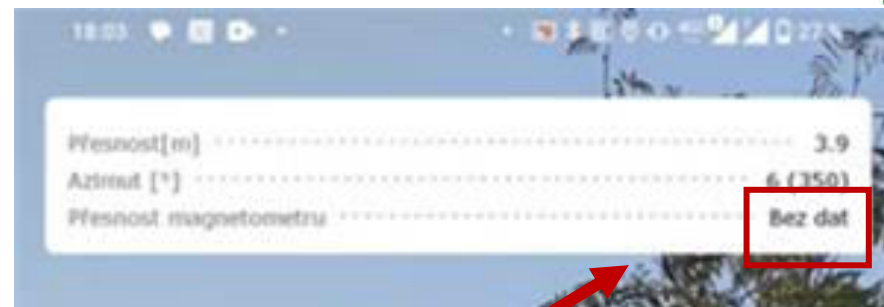 18:03
Přesnost[m] 3.9
Azimut [°] 6 (350)
Přesnost magnetometru Bez dat